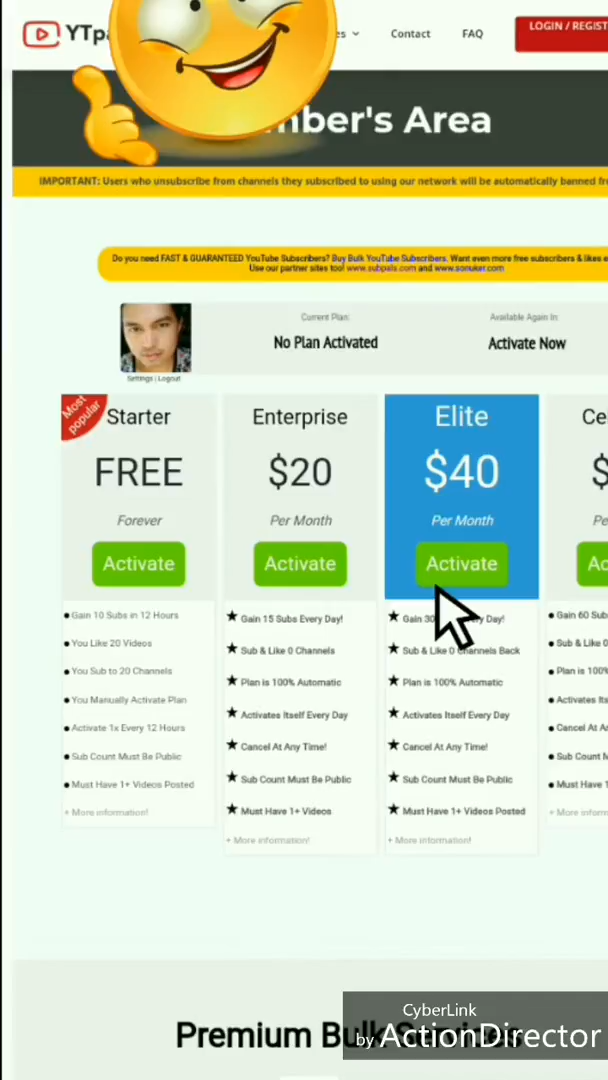 YTpa
es
Contact
FAQ
LOGIN / REGIST
mber's Area
IMPORTANT: Users who unsubscribe from channels they subscribed to using our network will be automatically banned fr
Do you need FAST & GUARANTEED YouTube Subscribers? Buy Bulk YouTube Subscribers. Want even more free subscribers & likes e
Use our partner sites too! www.subpals.com and www.sonuker.com
Current Plan:
No Plan Activated
Available Again In:
Activate Now
Settings | Logout
Most popular
Starter
FREE
Forever
Activate
Gain 10 Subs in 12 Hours
You Like 20 Videos
You Sub to 20 Channels
You Manually Activate Plan
Activate 1x Every 12 Hours
Sub Count Must Be Public
Must Have 1+ Videos Posted
+ More information!
Enterprise
$20
Per Month
Activate
Gain 15 Subs Every Day!
Sub & Like 0 Channels
Plan is 100% Automatic
Activates Itself Every Day
Cancel At Any Time!
Sub Count Must Be Public
Must Have 1+ Videos
+ More information!
Elite
$40
Per Month
Activate
Gain 30 y Day!
Sub & Like 0 Channels Back
Plan is 100% Automatic
Activates Itself Every Day
Cancel At Any Time!
Sub Count Must Be Public
Must Have 1+ Videos Posted
+ More information!
Ce
$
Pe
Ac
Gain 60 Sub
Sub & Like 0
Plan is 100%
Activates Its
Cancel At A
Sub Count M
Must Have 1
+ More inform
Premium Bulk Services
CyberLink
by ActionDirector